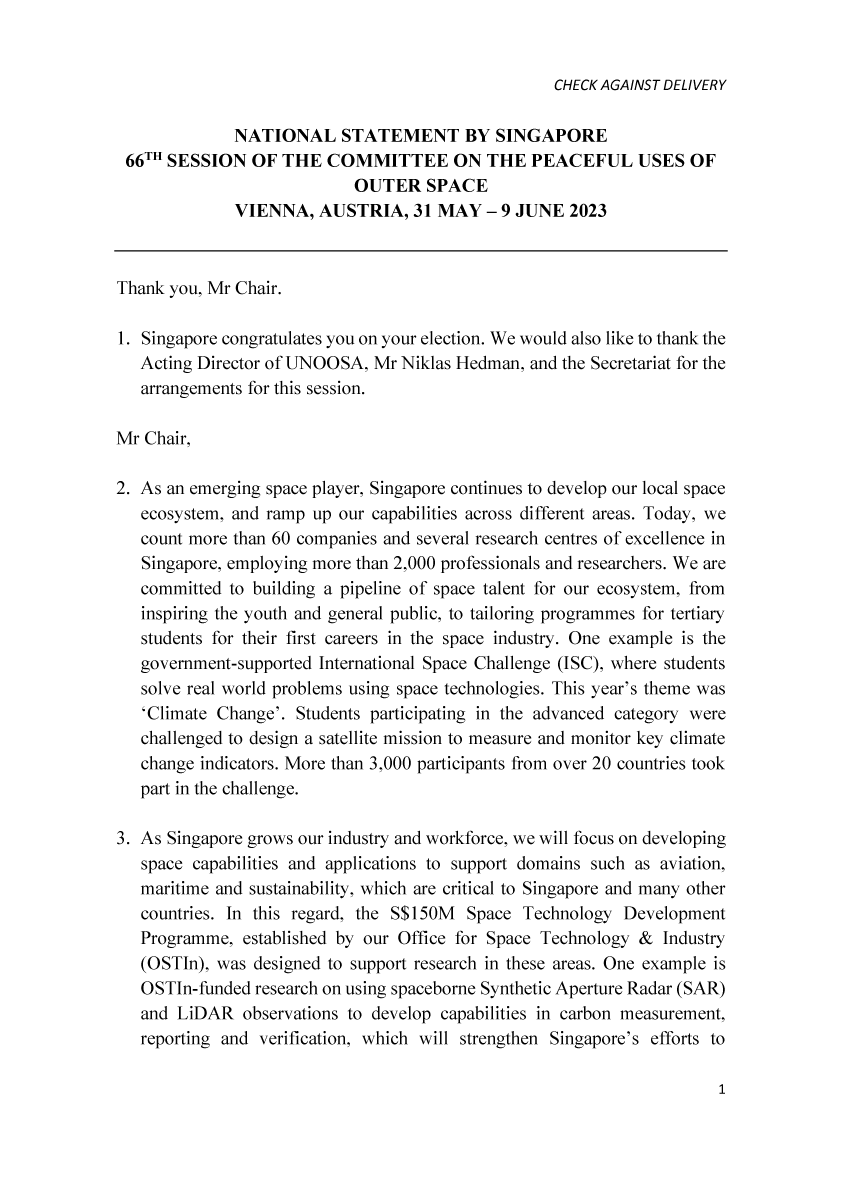 CHECK AGAINST DELIVERY
NATIONAL STATEMENT BY SINGAPORE
66TH SESSION OF THE COMMITTEE ON THE PEACEFUL USES OF
OUTER SPACE
VIENNA, AUSTRIA, 31 MAY – 9 JUNE 2023
Thank you, Mr Chair.
1. Singapore congratulates you on your election. We would also like to thank the
Acting Director of UNOOSA, Mr Niklas Hedman, and the Secretariat for the
arrangements for this session.
Mr Chair,
2. As an emerging space player, Singapore continues to develop our local space
ecosystem, and ramp up our capabilities across different areas. Today, we
count more than 60 companies and several research centres of excellence in
Singapore, employing more than 2,000 professionals and researchers. We are
committed to building a pipeline of space talent for our ecosystem, from
inspiring the youth and general public, to tailoring programmes for tertiary
students for their first careers in the space industry. One example is the
government-supported International Space Challenge (ISC), where students
solve real world problems using space technologies. This year’s theme was
‘Climate Change’. Students participating in the advanced category were
challenged to design a satellite mission to measure and monitor key climate
change indicators. More than 3,000 participants from over 20 countries took
part in the challenge.
3. As Singapore grows our industry and workforce, we will focus on developing
space capabilities and applications to support domains such as aviation,
maritime and sustainability, which are critical to Singapore and many other
countries. In this regard, the S$150M Space Technology Development
Programme, established by our Office for Space Technology & Industry
(OSTIn), was designed to support research in these areas. One example is
OSTIn-funded research on using spaceborne Synthetic Aperture Radar (SAR)
and LiDAR observations to develop capabilities in carbon measurement,
reporting and verification, which will strengthen Singapore’s efforts to
1